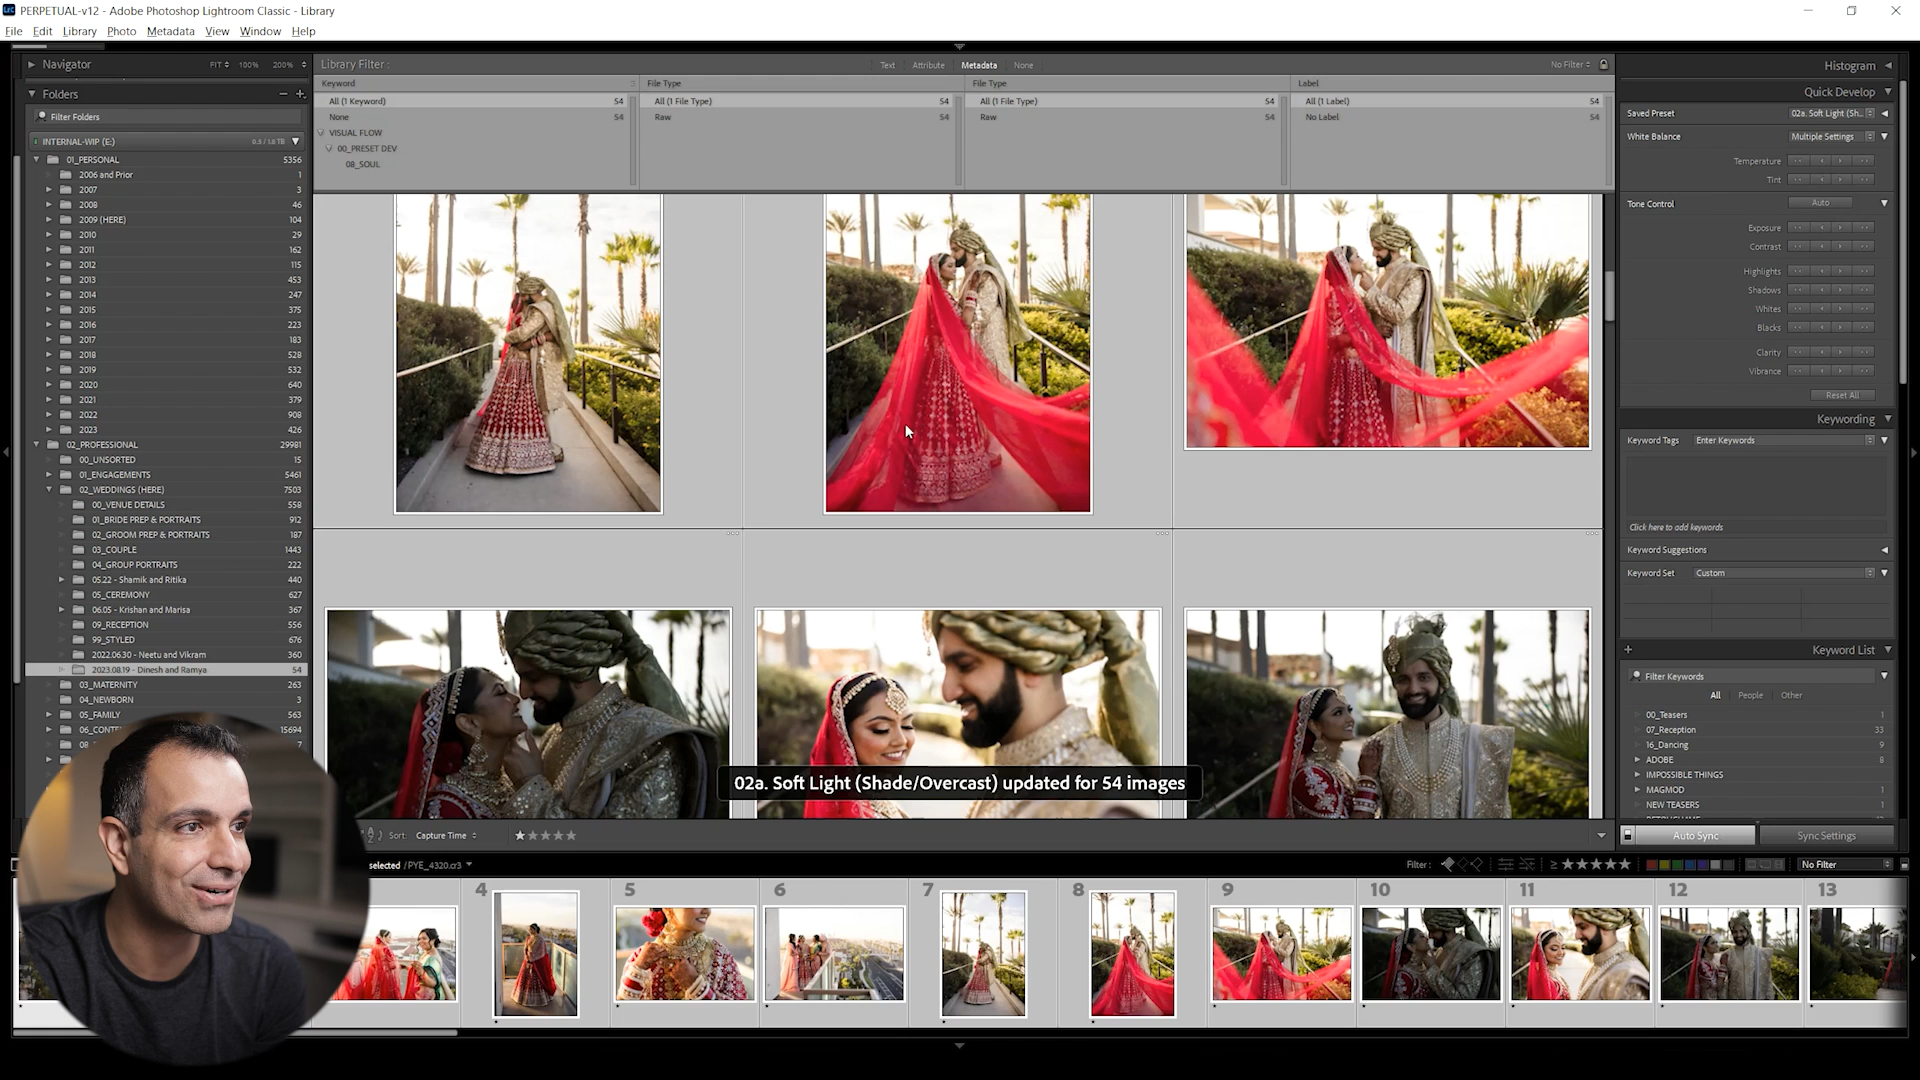 PERPETUAL-v12 - Adobe Photoshop Lightroom Classic - Library
File Edit Library Photo Metadata View Window Help
Navigator FIT 100% 200%
Folders
Filter Folders
INTERNAL-WIP (E:) 0.5 / 1.8 TB
01_PERSONAL 5356
2006 and Prior 1
2007 3
2008 46
2009 (HERE) 104
2010 29
2011 162
2012 115
2013 453
2014 247
2015 375
2016 223
2017 183
2018 528
2019 532
2020 640
2021 379
2022 908
2023 426
02_PROFESSIONAL 29981
00_UNSORTED 15
01_ENGAGEMENTS 5461
02_WEDDINGS (HERE) 7503
00_VENUE DETAILS 558
01_BRIDE PREP & PORTRAITS 912
02_GROOM PREP & PORTRAITS 187
03_COUPLE 1443
04_GROUP PORTRAITS 222
05.22 - Shamik and Ritika 440
05_CEREMONY 627
06.05 - Krishan and Marisa 367
09_RECEPTION 556
99_STYLED 676
2022.06.30 - Neetu and Vikram 360
2023.08.19 - Dinesh and Ramya 54
03_MATERNITY 263
04_NEWBORN 3
05_FAMILY 563
15694
7
Library Filter : Text Attribute Metadata None No Filter
Keyword File Type File Type Label
All (1 Keyword) 54 All (1 File Type) 54 All (1 File Type) 54 All (1 Label) 54
None 54 Raw 54 Raw 54 No Label 54
VISUAL FLOW
00_PRESET DEV
08_SOUL
02a. Soft Light (Shade/Overcast) updated for 54 images
Sort: Capture Time
Histogram
Quick Develop
Saved Preset 02a. Soft Light (Sh...
White Balance Multiple Settings
Temperature
Tint
Tone Control Auto
Exposure
Contrast
Highlights
Shadows
Whites
Blacks
Clarity
Vibrance
Reset All
Keywording
Keyword Tags Enter Keywords
Click here to add keywords
Keyword Suggestions
Keyword Set Custom
Keyword List
Filter Keywords
All People Other
00_Teasers 1
07_Reception 33
16_Dancing 9
ADOBE 8
IMPOSSIBLE THINGS
MAGMOD 1
NEW TEASERS 1
Auto Sync Sync Settings
selected / PYE_4320.cr3 Filter : No Filter
4 5 6 7 8 9 10 11 12 13